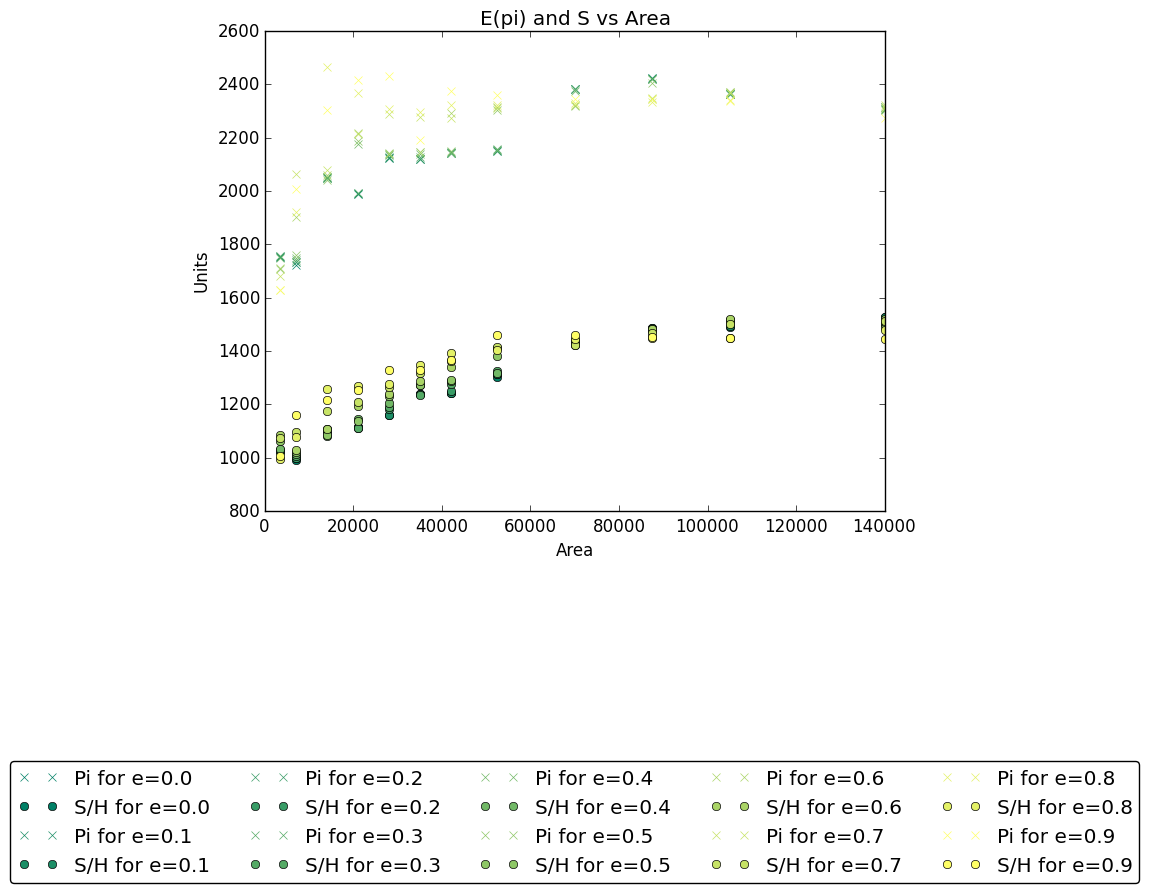 E(pi) and S vs Area
2600
2400
2200
2000
1800
1600
1400
1200
1000
800
Units
0 20000 40000 60000 80000 100000 120000 140000
Area
Pi for e=0.0 Pi for e=0.2 Pi for e=0.4 Pi for e=0.6 Pi for e=0.8
S/H for e=0.0 S/H for e=0.2 S/H for e=0.4 S/H for e=0.6 S/H for e=0.8
Pi for e=0.1 Pi for e=0.3 Pi for e=0.5 Pi for e=0.7 Pi for e=0.9
S/H for e=0.1 S/H for e=0.3 S/H for e=0.5 S/H for e=0.7 S/H for e=0.9